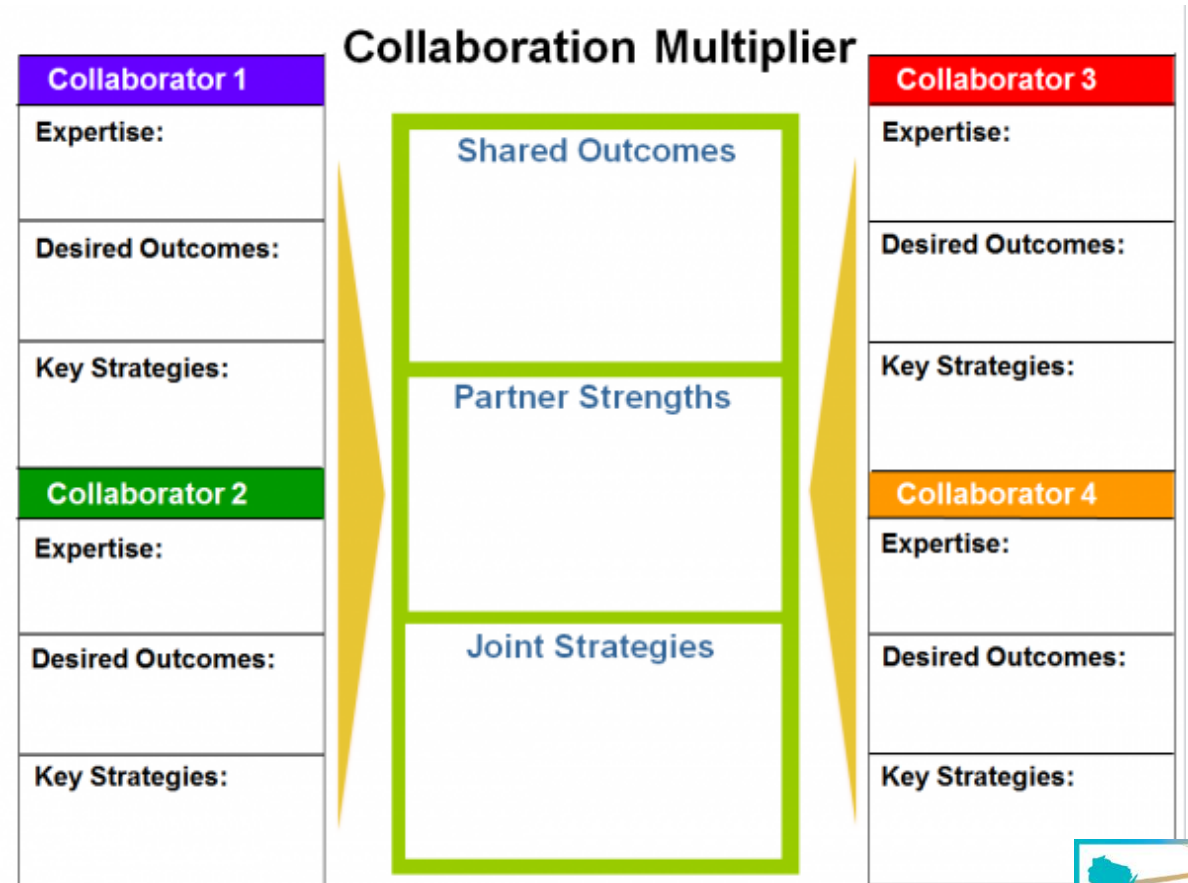 Collaboration Multiplier
Collaborator 1
Expertise:
Desired Outcomes:
Key Strategies:
Collaborator 2
Expertise:
Desired Outcomes:
Key Strategies:
Shared Outcomes
Partner Strengths
Joint Strategies
Collaborator 3
Expertise:
Desired Outcomes:
Key Strategies:
Collaborator 4
Expertise:
Desired Outcomes:
Key Strategies: